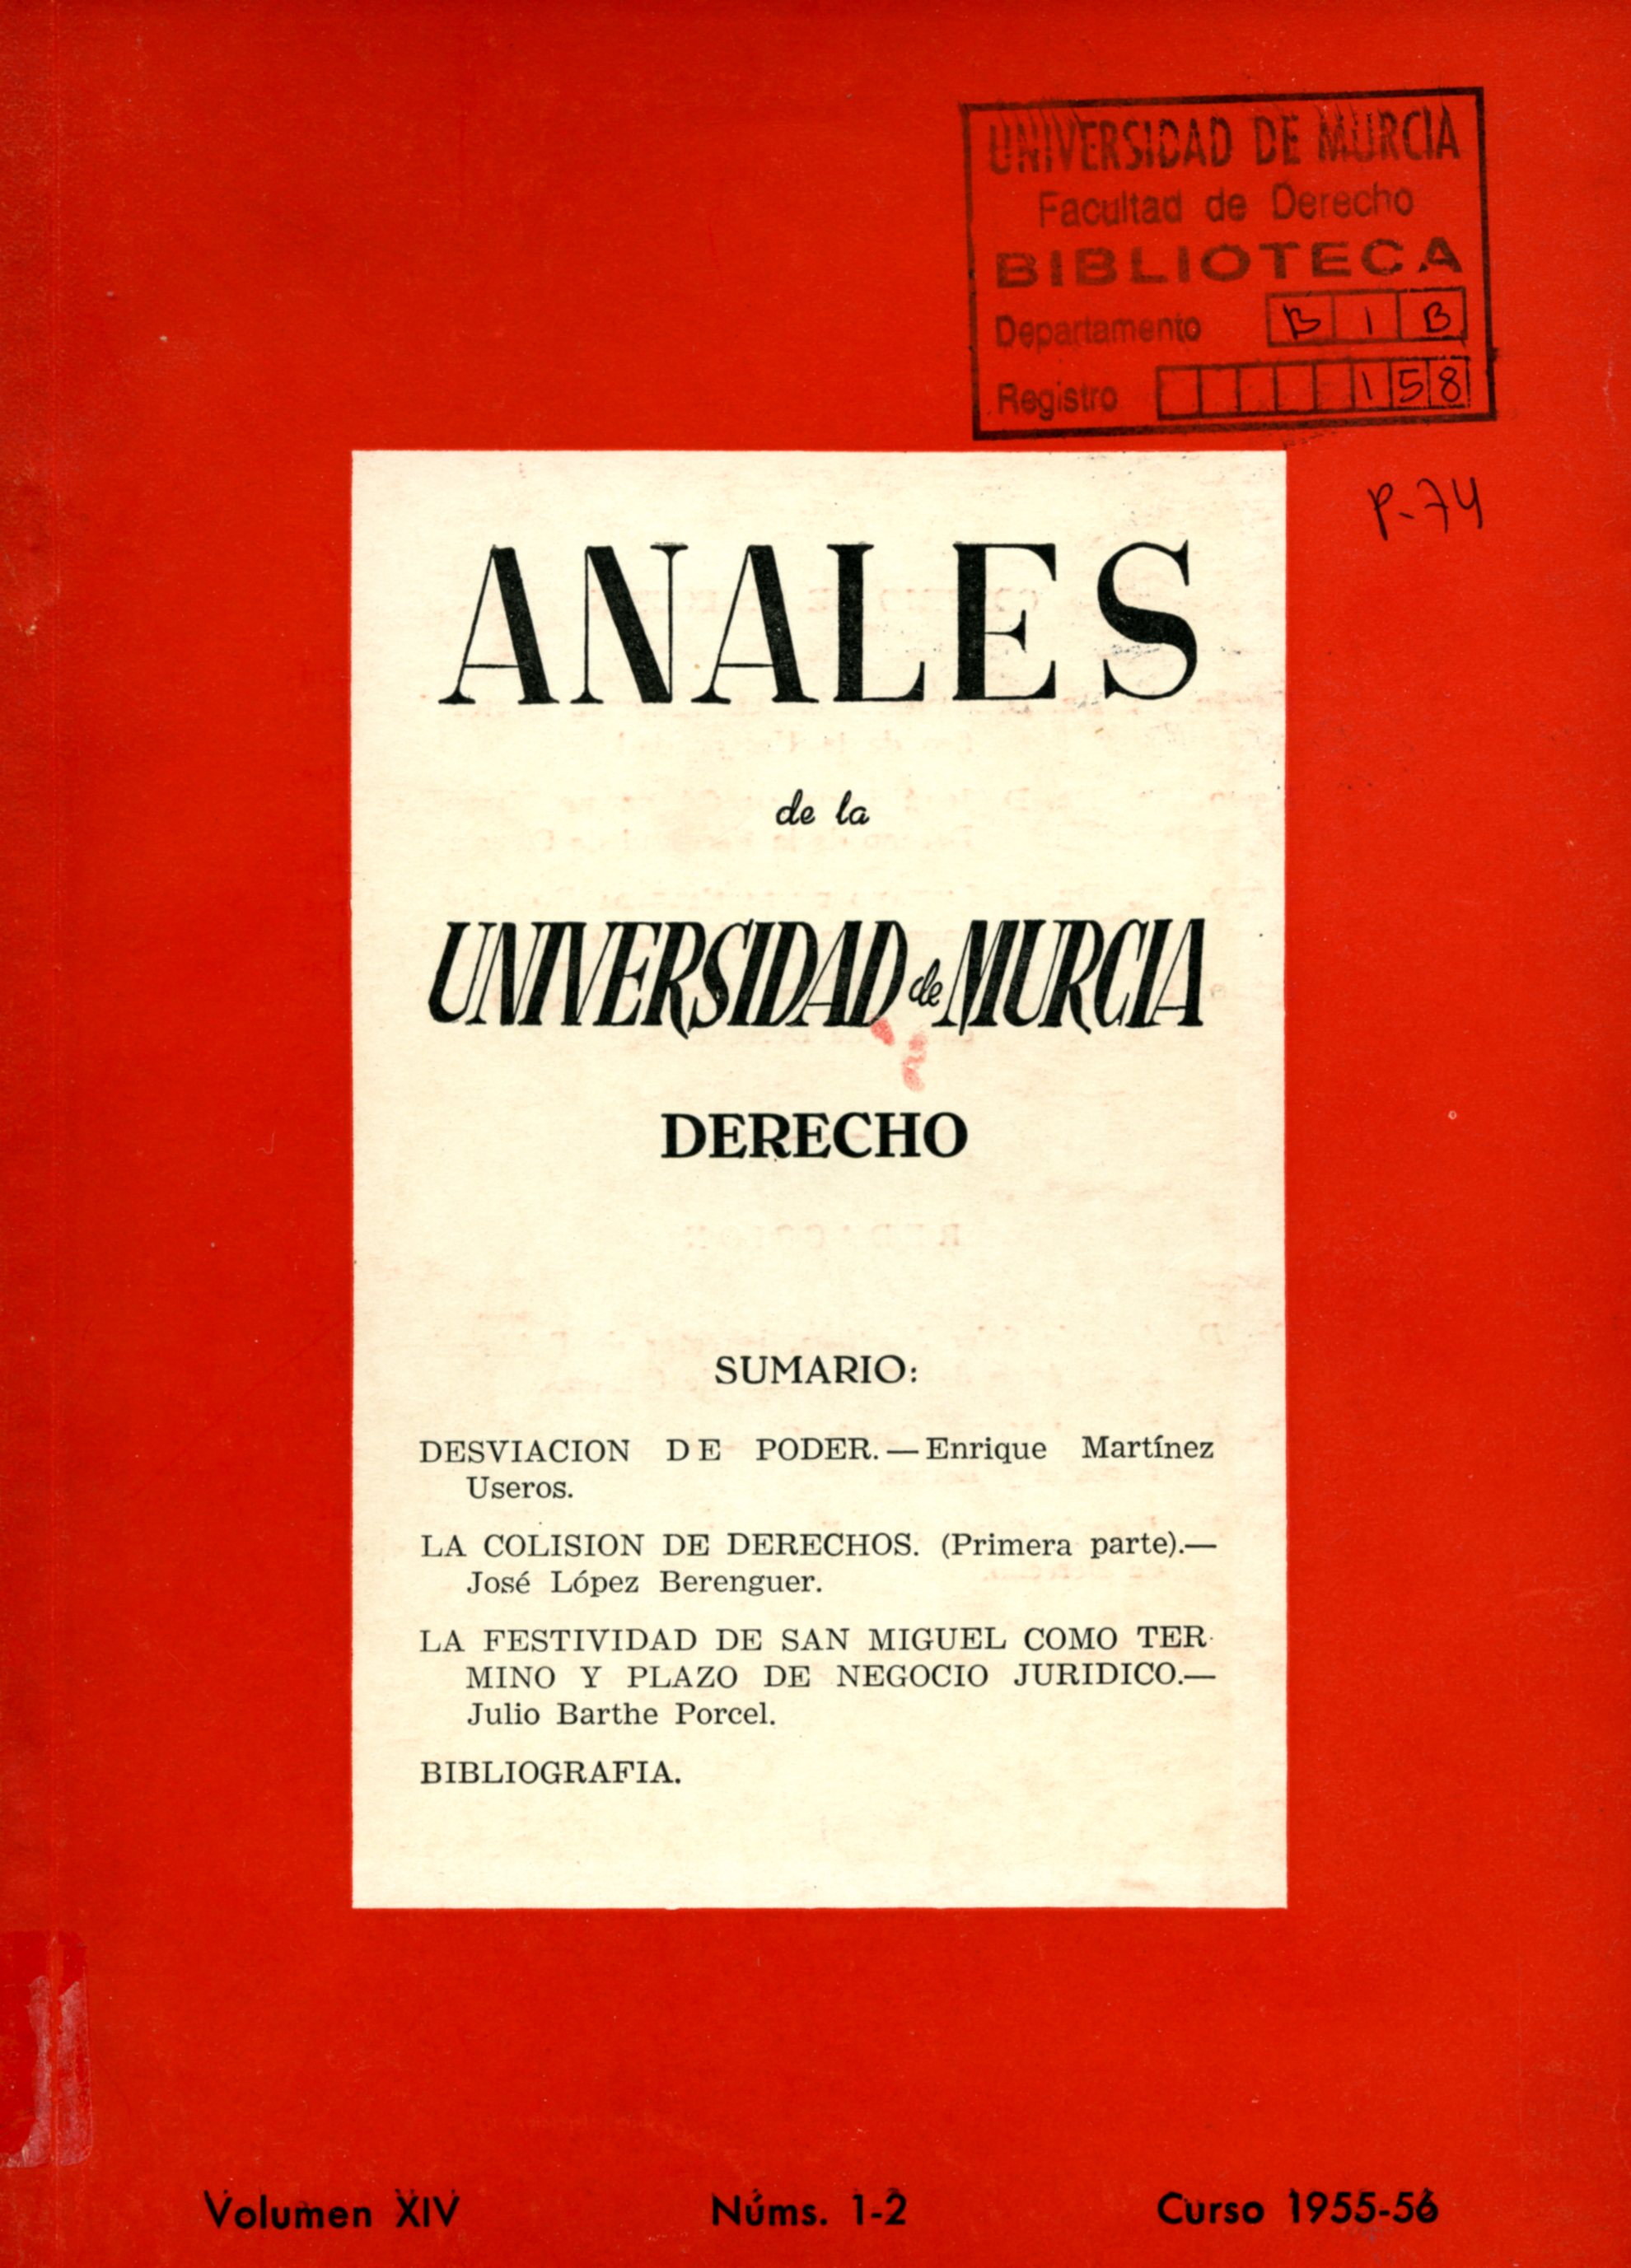 UNIVERSIDAD DE MURCIA
Facultad de Derecho
BIBLIOTECA
Departamento B I B
Registro 158
P-74
ANALES
de la
UNIVERSIDAD de MURCIA
DERECHO
SUMARIO:
DESVIACION DE PODER. — Enrique Martínez
Useros.
LA COLISION DE DERECHOS. (Primera parte).—
José López Berenguer.
LA FESTIVIDAD DE SAN MIGUEL COMO TER-
MINO Y PLAZO DE NEGOCIO JURIDICO.—
Julio Barthe Porcel.
BIBLIOGRAFIA.
Volumen XIV Núms. 1-2 Curso 1955-56